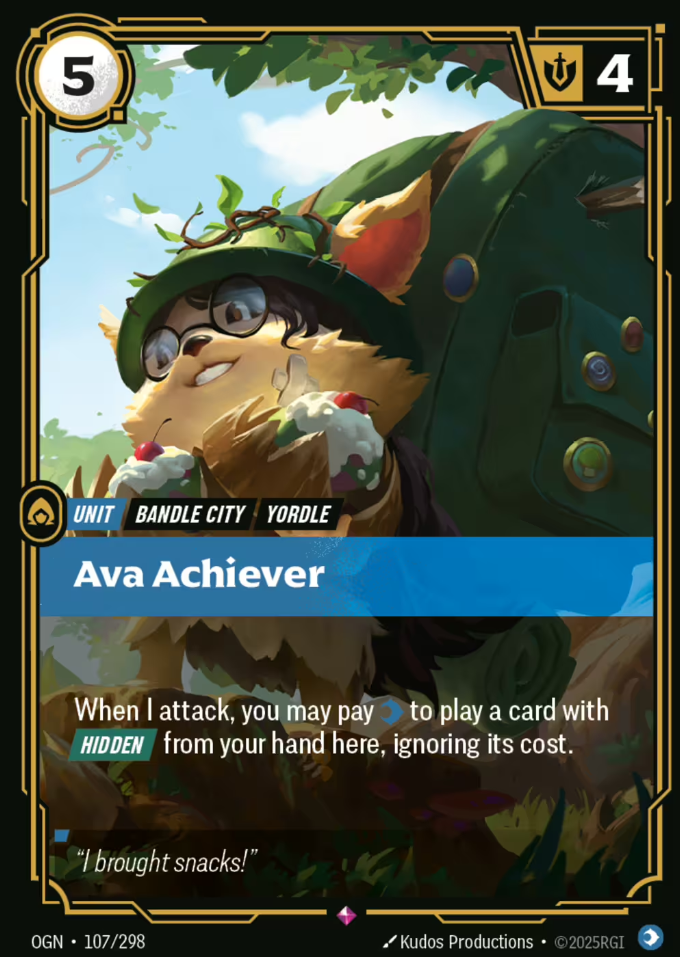 5
4
UNIT BANDLE CITY · YORDLE
Ava Achiever
When I attack, you may pay to play a card with
HIDDEN from your hand here, ignoring its cost.
“I brought snacks!”
OGN • 107/298
Kudos Productions • ©2025RGI